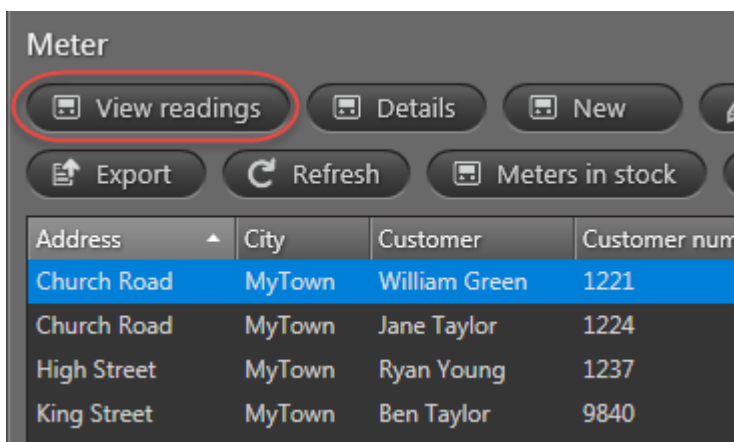 Meter
View readings Details New
Export Refresh Meters in stock
Address City Customer Customer num
Church Road MyTown William Green 1221
Church Road MyTown Jane Taylor 1224
High Street MyTown Ryan Young 1237
King Street MyTown Ben Taylor 9840